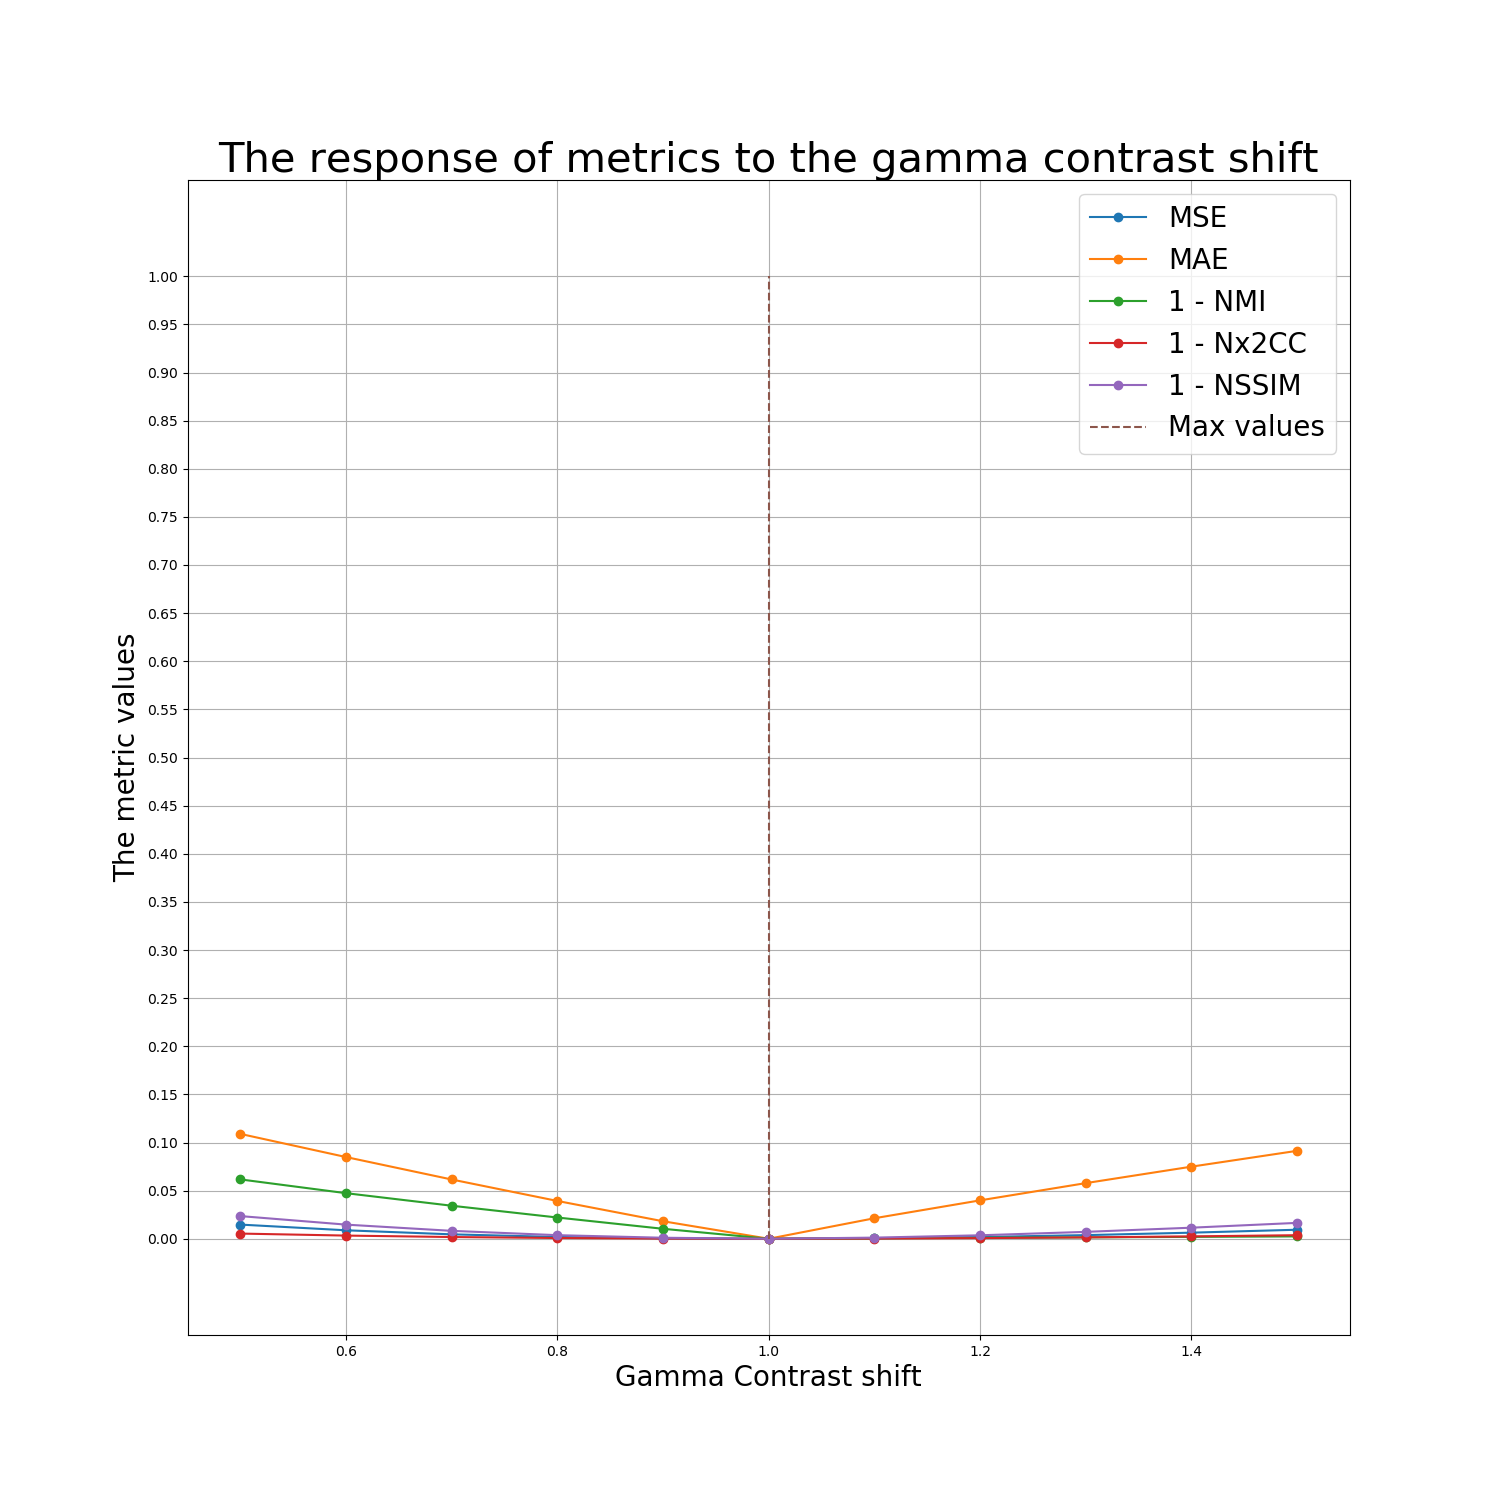 The response of metrics to the gamma contrast shift
MSE
MAE
1 - NMI
1 - Nx2CC
1 - NSSIM
Max values
The metric values
1.00
0.95
0.90
0.85
0.80
0.75
0.70
0.65
0.60
0.55
0.50
0.45
0.40
0.35
0.30
0.25
0.20
0.15
0.10
0.05
0.00
0.6 0.8 1.0 1.2 1.4
Gamma Contrast shift